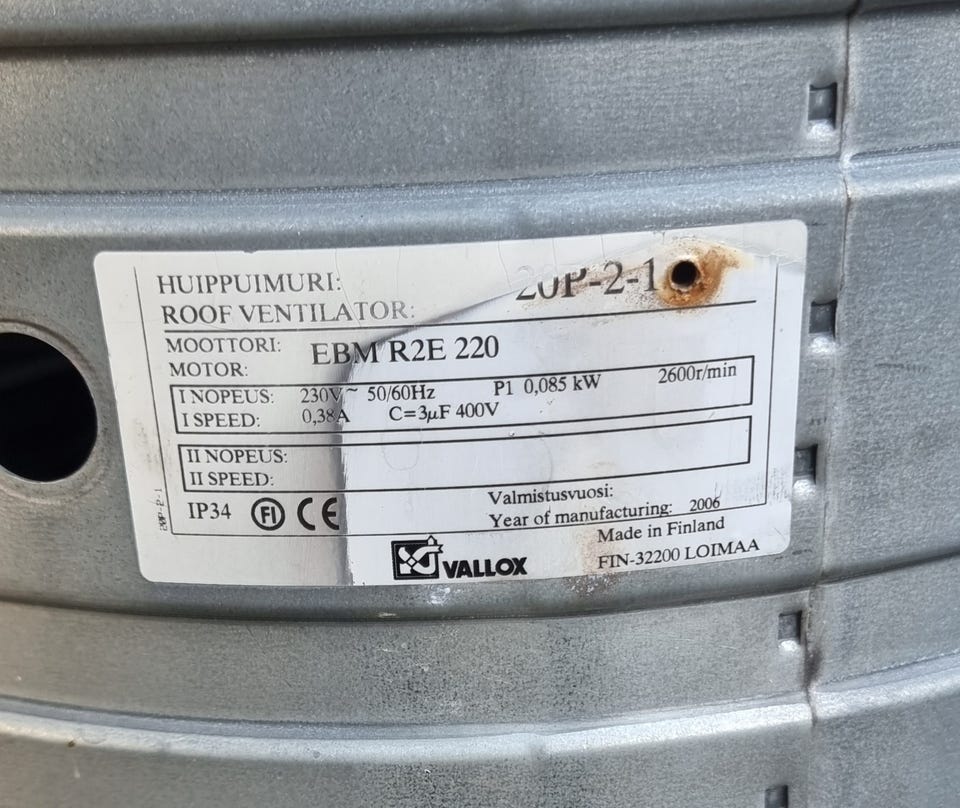 HUIPPUIMURI: 20P-2-1
ROOF VENTILATOR:
MOOTTORI: EBM R2E 220
MOTOR:
I NOPEUS: 230V~ 50/60Hz P1 0,085 kW 2600r/min
I SPEED: 0,38A C=3µF 400V
II NOPEUS:
II SPEED:
IP34 FI CE
Valmistusvuosi:
Year of manufacturing: 2006
Made in Finland
VALLOX FIN-32200 LOIMAA
20P-2-1